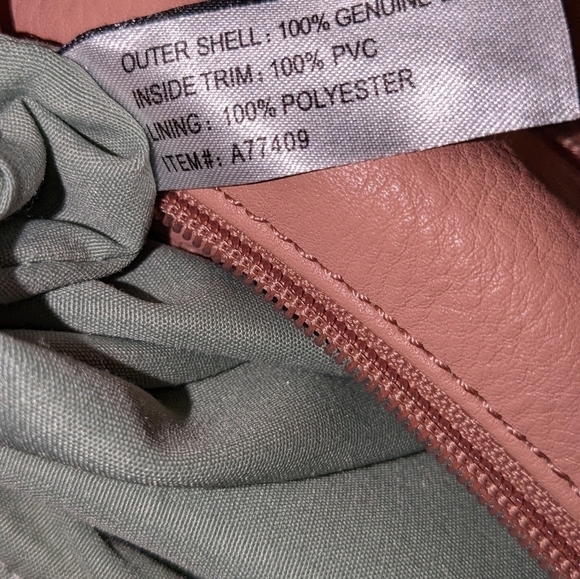 OUTER SHELL: 100% GENUINE
INSIDE TRIM: 100% PVC
LINING: 100% POLYESTER
ITEM#: A77409